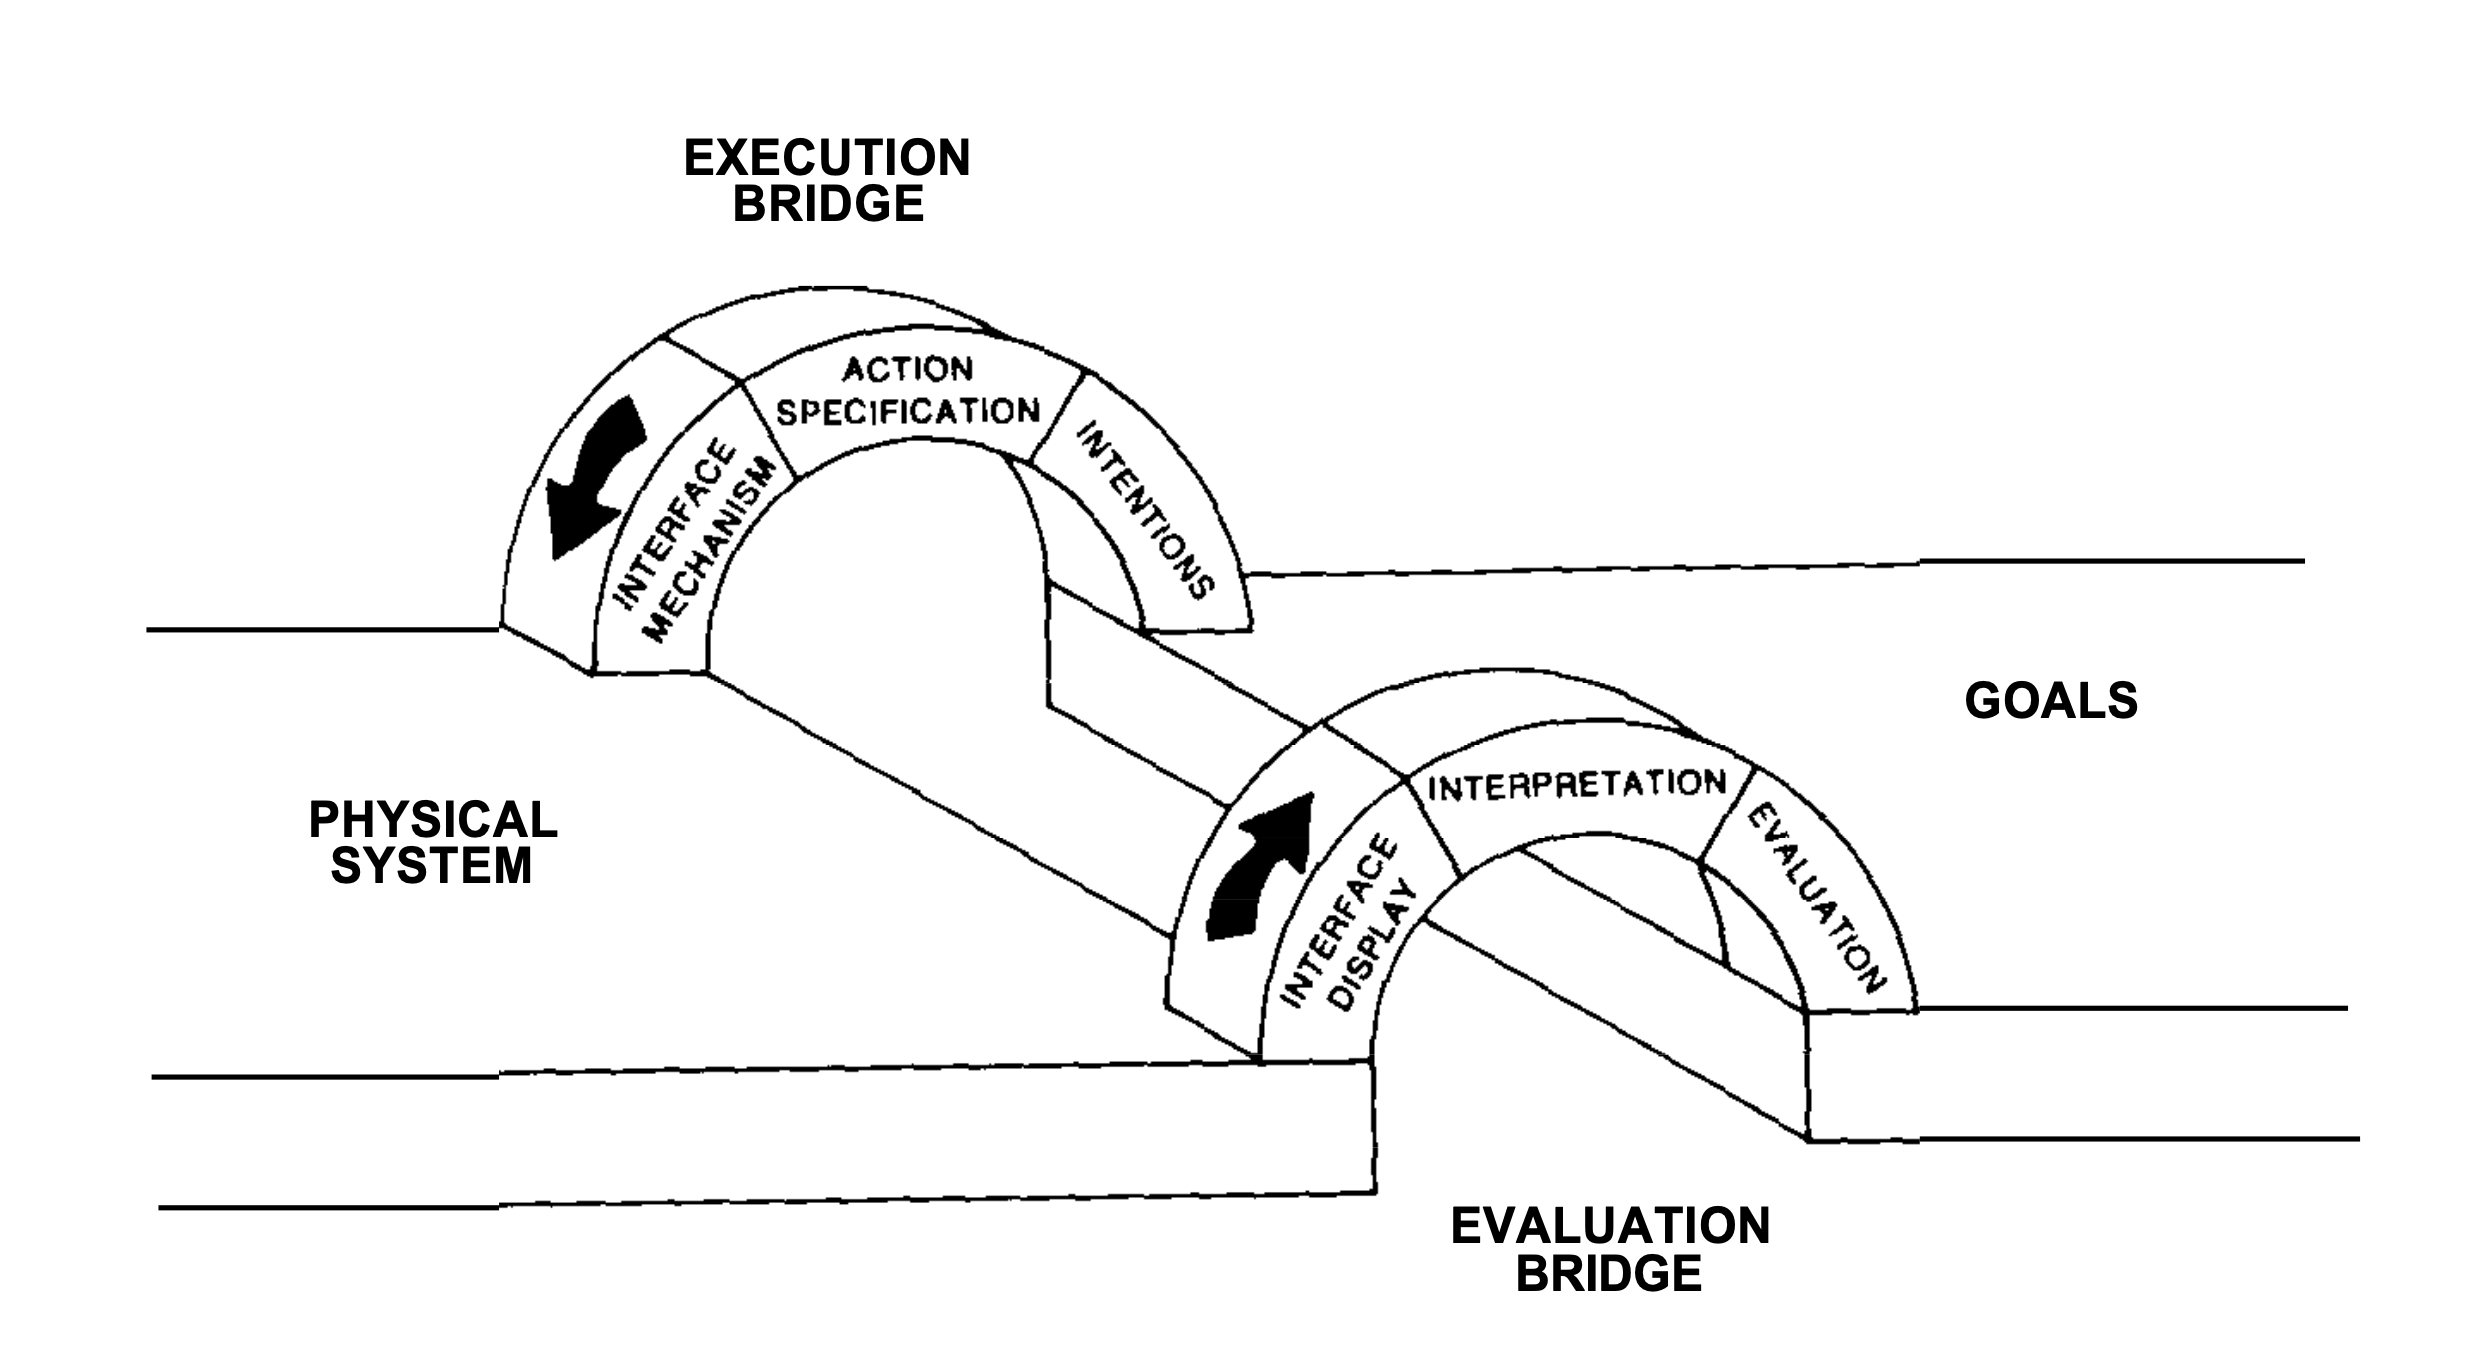 EXECUTION
BRIDGE
ACTION
SPECIFICATION
INTERFACE
MECHANISM
INTENTIONS
GOALS
PHYSICAL
SYSTEM
INTERPRETATION
INTERFACE
DISPLAY
EVALUATION
EVALUATION
BRIDGE